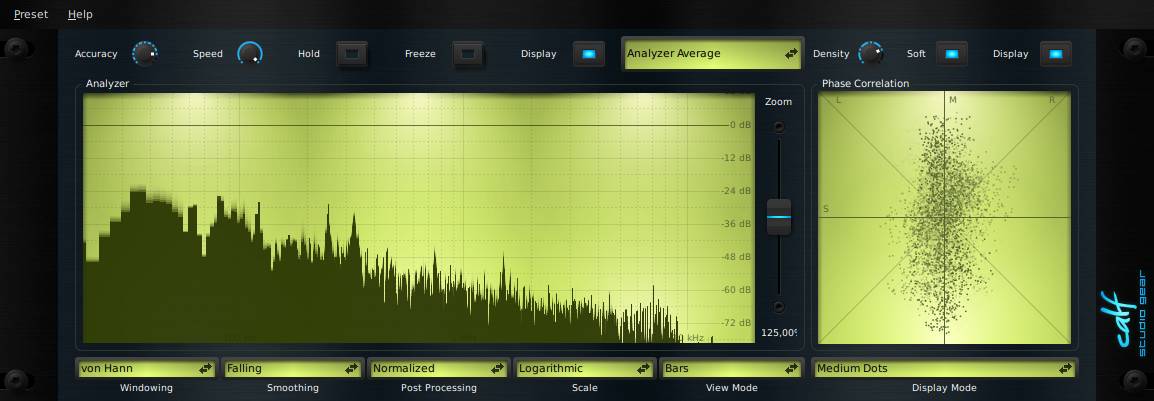 Preset Help
Accuracy Speed Hold Freeze Display Analyzer Average Density Soft Display
Analyzer
Phase Correlation
0 dB
-12 dB
-24 dB
-36 dB
-48 dB
-60 dB
-72 dB
kHz
Zoom
125,00%
L M R
S
calf
studio gear
von Hann Falling Normalized Logarithmic Bars Medium Dots
Windowing Smoothing Post Processing Scale View Mode Display Mode